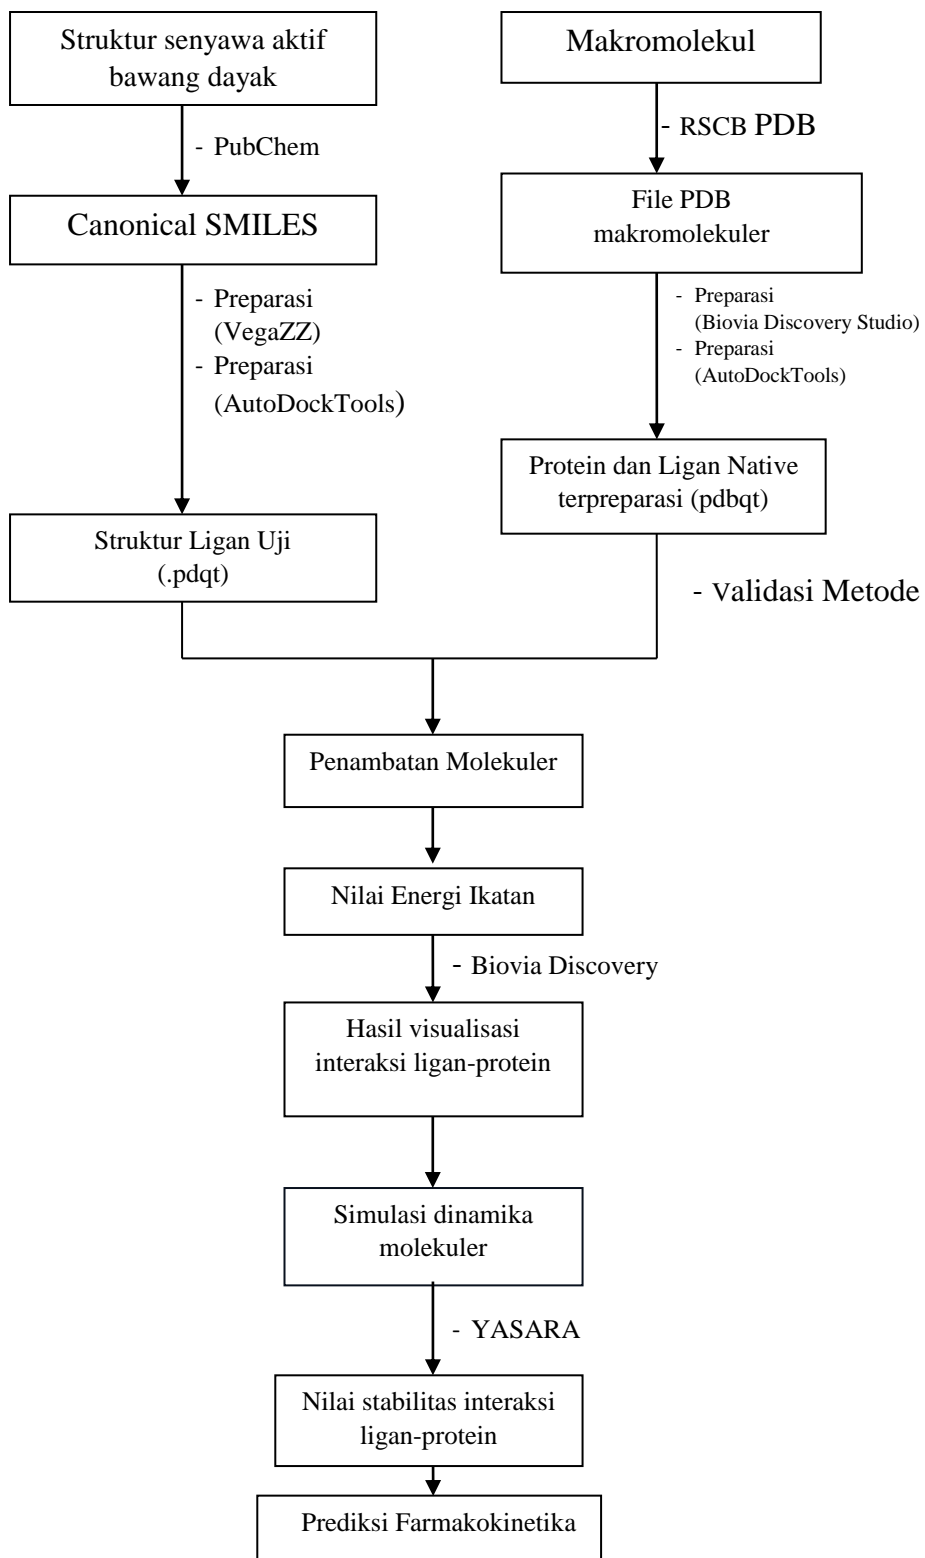 Struktur senyawa aktif
bawang dayak
- PubChem
Canonical SMILES
- Preparasi
(VegaZZ)
- Preparasi
(AutoDockTools)
Struktur Ligan Uji
(.pdqt)
Makromolekul
- RSCB PDB
File PDB
makromolekuler
- Preparasi
(Biovia Discovery Studio)
- Preparasi
(AutoDockTools)
Protein dan Ligan Native
terpreparasi (pdbqt)
- Validasi Metode
Penambatan Molekuler
Nilai Energi Ikatan
- Biovia Discovery
Hasil visualisasi
interaksi ligan-protein
Simulasi dinamika
molekuler
- YASARA
Nilai stabilitas interaksi
ligan-protein
Prediksi Farmakokinetika